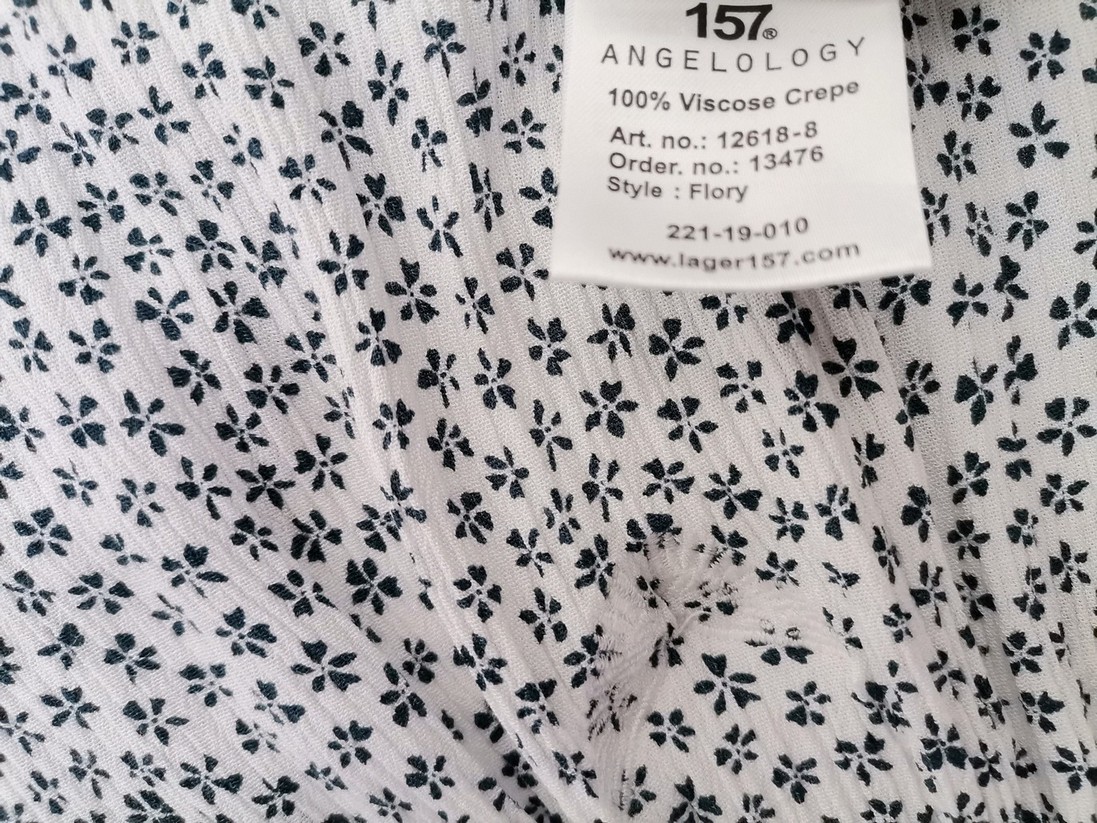 157®
ANGELOLOGY
100% Viscose Crepe
Art. no.: 12618-8
Order. no.: 13476
Style : Flory
221-19-010
www.lager157.com